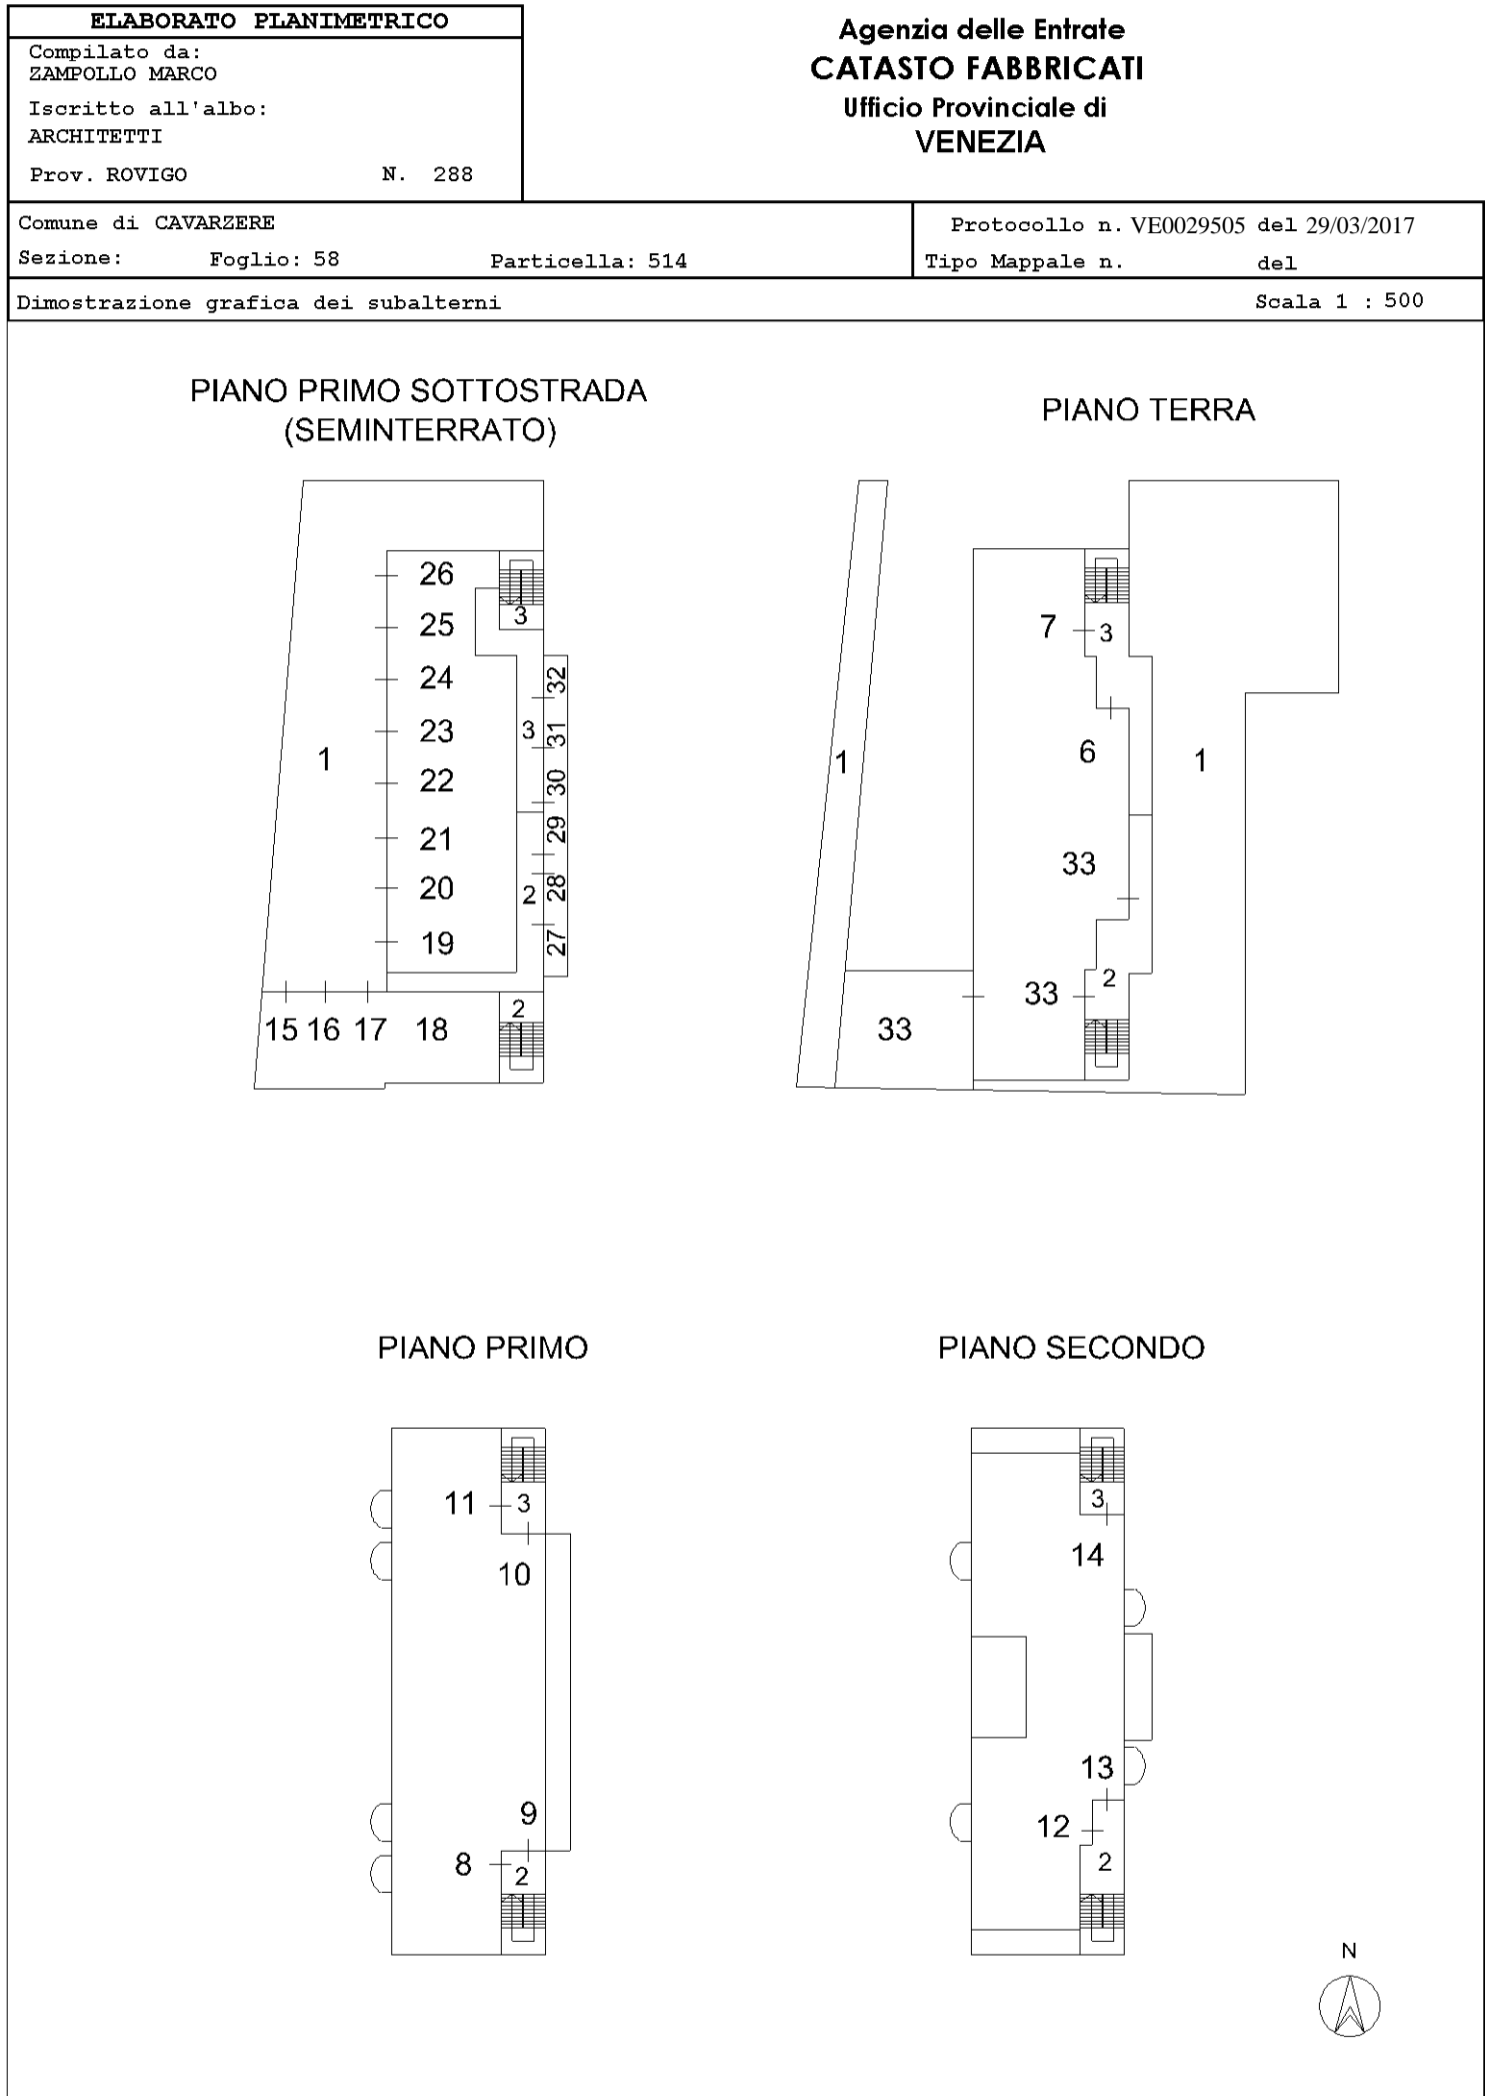 ELABORATO PLANIMETRICO
Compilato da:
ZAMPOLLO MARCO
Iscritto all'albo:
ARCHITETTI
Prov. ROVIGO N. 288
Agenzia delle Entrate
CATASTO FABBRICATI
Ufficio Provinciale di
VENEZIA
Comune di CAVARZERE
Sezione: Foglio: 58 Particella: 514
Protocollo n. VE0029505 del 29/03/2017
Tipo Mappale n. del
Dimostrazione grafica dei subalterni Scala 1 : 500
PIANO PRIMO SOTTOSTRADA
(SEMINTERRATO)
26
3
25
24
32
23
3
31
1
22
30
21
29
20
2
28
19
27
2
15 16 17 18
PIANO TERRA
7 3
6
1
1
33
2
33
33
PIANO PRIMO
11 3
10
9
8
2
PIANO SECONDO
3
14
13
12
2
N